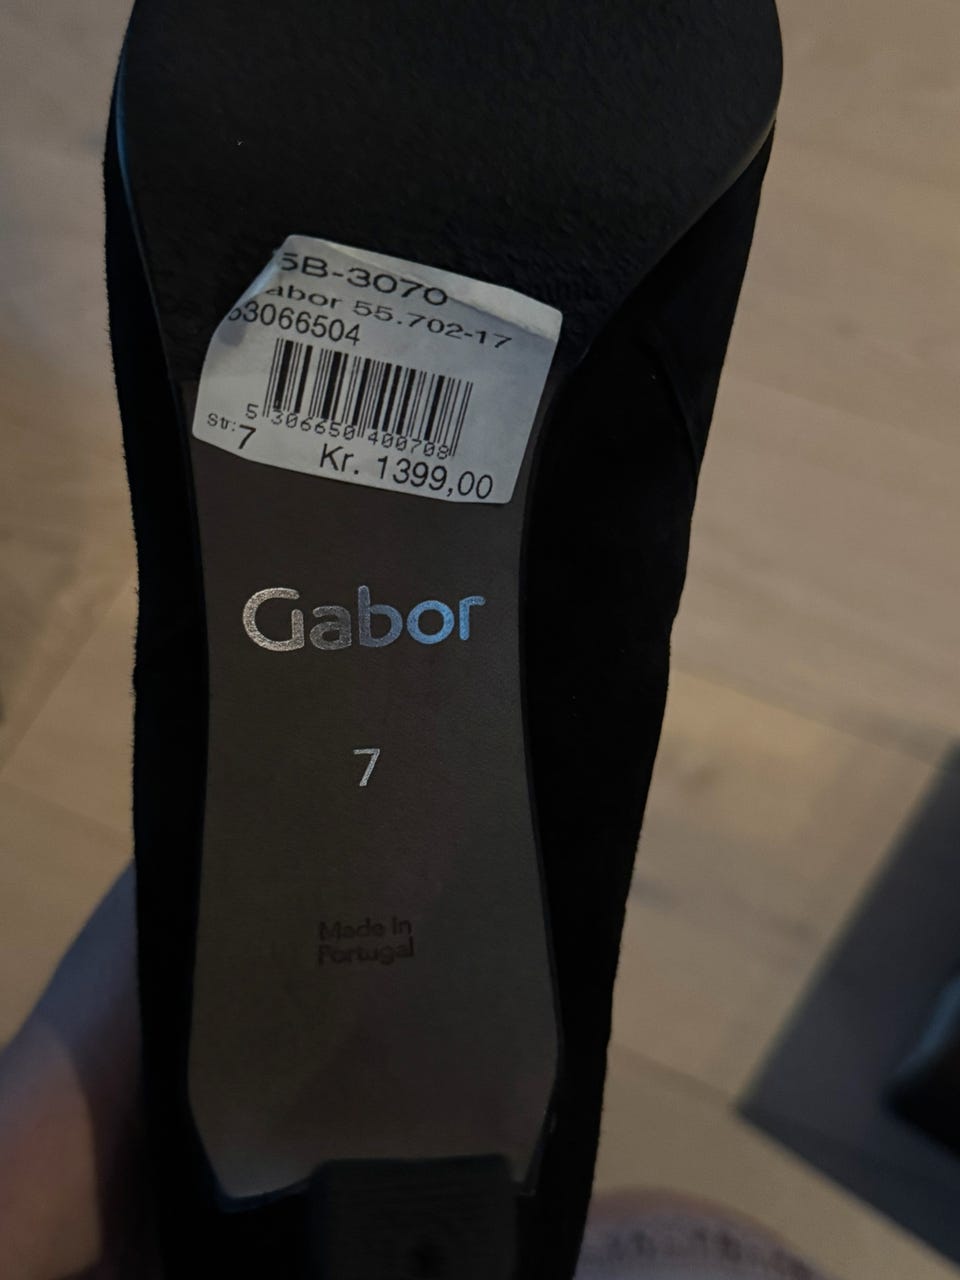 5B-3070
abor 55.702-17
53066504
5 306650 400708
Str: 7
Kr. 1399,00
Gabor
7
Made in
Portugal